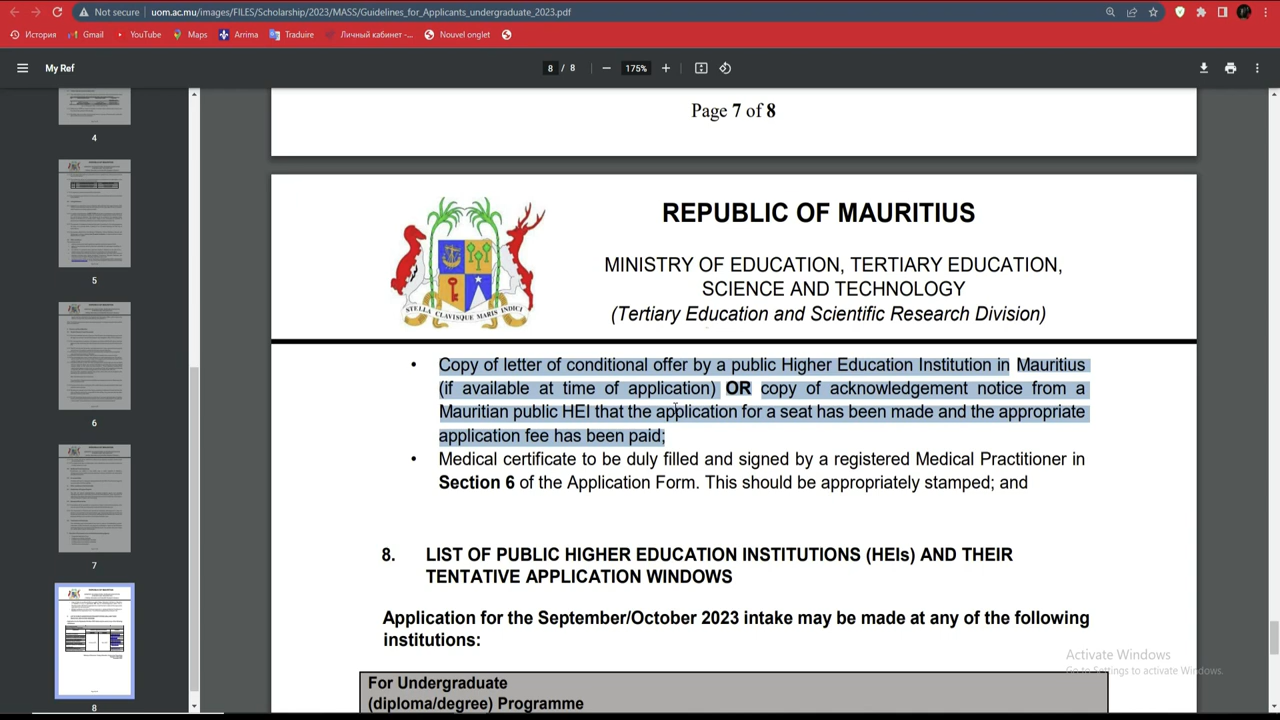 Not secure
uom.ac.mu/images/FILES/Scholarship/2023/MASS/Guidelines_for_Applicants_undergraduate_2023.pdf
История
Gmail
YouTube
Maps
Arrima
Traduire
Личный кабинет -...
Nouvel onglet
My Ref
8 / 8
175%
4
5
6
7
8
Page 7 of 8
REPUBLIC OF MAURITIUS
MINISTRY OF EDUCATION, TERTIARY EDUCATION,
SCIENCE AND TECHNOLOGY
(Tertiary Education and Scientific Research Division)
STELLA CLAVISQUE MARIS INDICI
• Copy of letter of conditional offer by a public Higher Education Institution in Mauritius
(if available at time of application) OR copy of acknowledgement notice from a
Mauritian public HEI that the application for a seat has been made and the appropriate
application fee has been paid;
• Medical certificate to be duly filled and signed by a registered Medical Practitioner in
Section 6 of the Application Form. This should be appropriately stamped; and
8. LIST OF PUBLIC HIGHER EDUCATION INSTITUTIONS (HEIs) AND THEIR
TENTATIVE APPLICATION WINDOWS
Application for the September/October 2023 intake may be made at any of the following
institutions:
Activate Windows
Go to Settings to activate Windows.
For Undergraduate
(diploma/degree) Programme